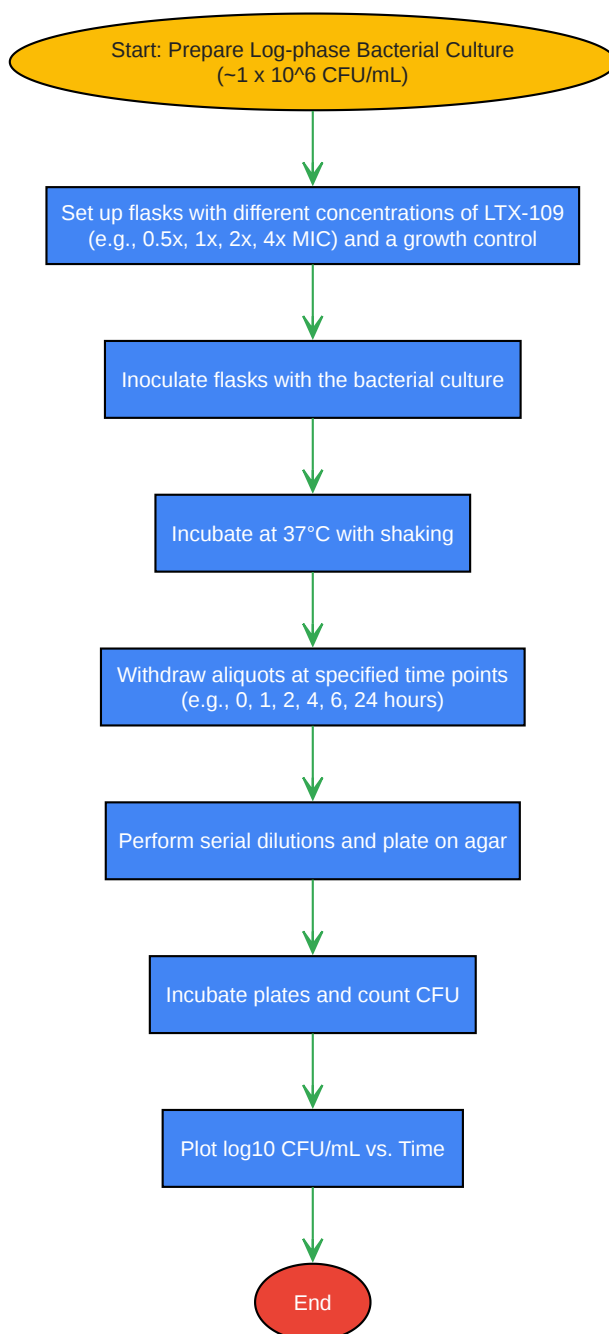 Start: Prepare Log-phase Bacterial Culture
(~1 x 10^6 CFU/mL)
Set up flasks with different concentrations of LTX-109
(e.g., 0.5x, 1x, 2x, 4x MIC) and a growth control
Inoculate flasks with the bacterial culture
Incubate at 37°C with shaking
Withdraw aliquots at specified time points
(e.g., 0, 1, 2, 4, 6, 24 hours)
Perform serial dilutions and plate on agar
Incubate plates and count CFU
Plot log10 CFU/mL vs. Time
End